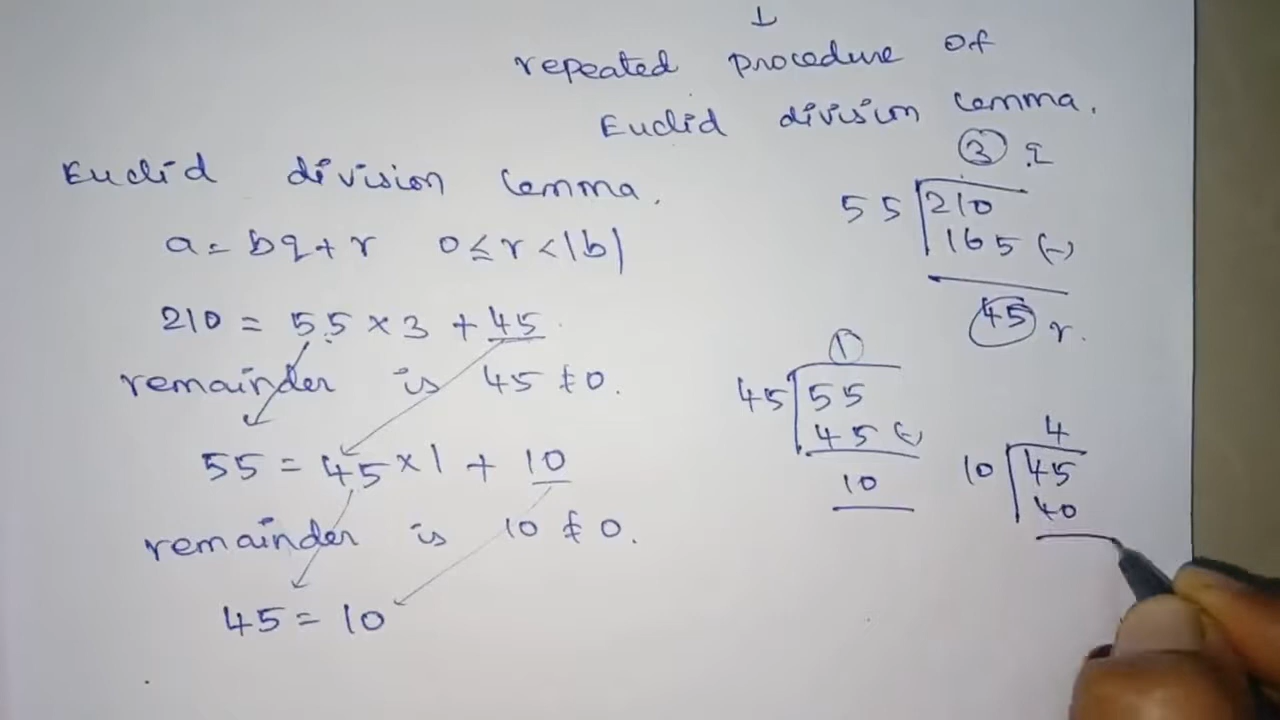 ↓
repeated procedure of
Euclid division lemma.
Euclid division lemma.
a = bq + r 0 ≤ r < |b|
210 = 55 × 3 + 45
remainder is 45 ≠ 0.
55 = 45 × 1 + 10
remainder is 10 ≠ 0.
45 = 10
3 q
55 210
165 (-)
45 r.
1
45 55
45 (-)
10
4
10 45
40